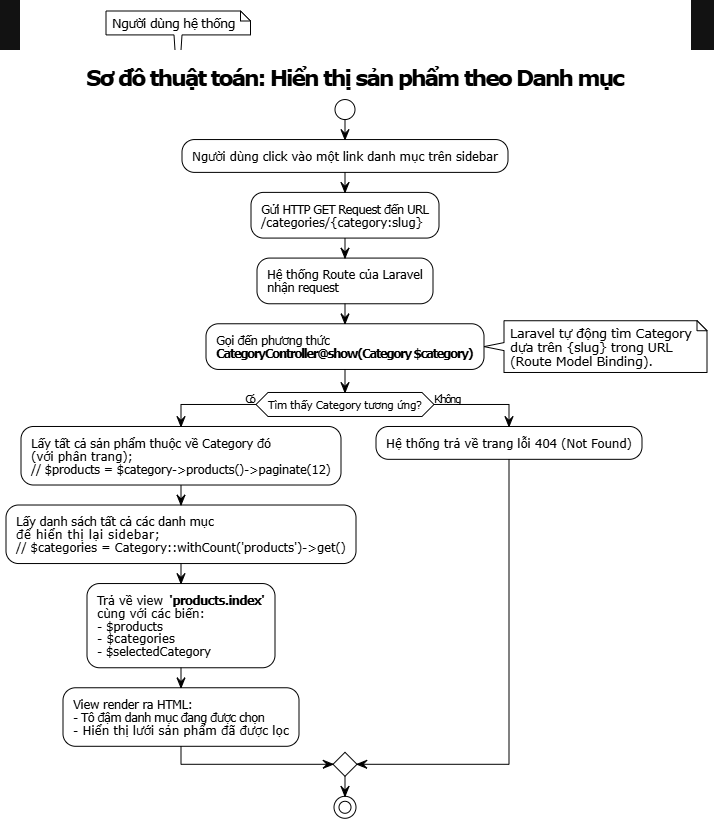 Người dùng hệ thống
Sơ đồ thuật toán: Hiển thị sản phẩm theo Danh mục
Người dùng click vào một link danh mục trên sidebar
Gửi HTTP GET Request đến URL
/categories/{category:slug}
Hệ thống Route của Laravel
nhận request
Gọi đến phương thức
CategoryController@show(Category $category)
Laravel tự động tìm Category
dựa trên {slug} trong URL
(Route Model Binding).
Có
Tìm thấy Category tương ứng?
Không
Lấy tất cả sản phẩm thuộc về Category đó
(với phân trang);
// $products = $category->products()->paginate(12)
Hệ thống trả về trang lỗi 404 (Not Found)
Lấy danh sách tất cả các danh mục
để hiển thị lại sidebar;
// $categories = Category::withCount('products')->get()
Trả về view 'products.index'
cùng với các biến:
- $products
- $categories
- $selectedCategory
View render ra HTML:
- Tô đậm danh mục đang được chọn
- Hiển thị lưới sản phẩm đã được lọc